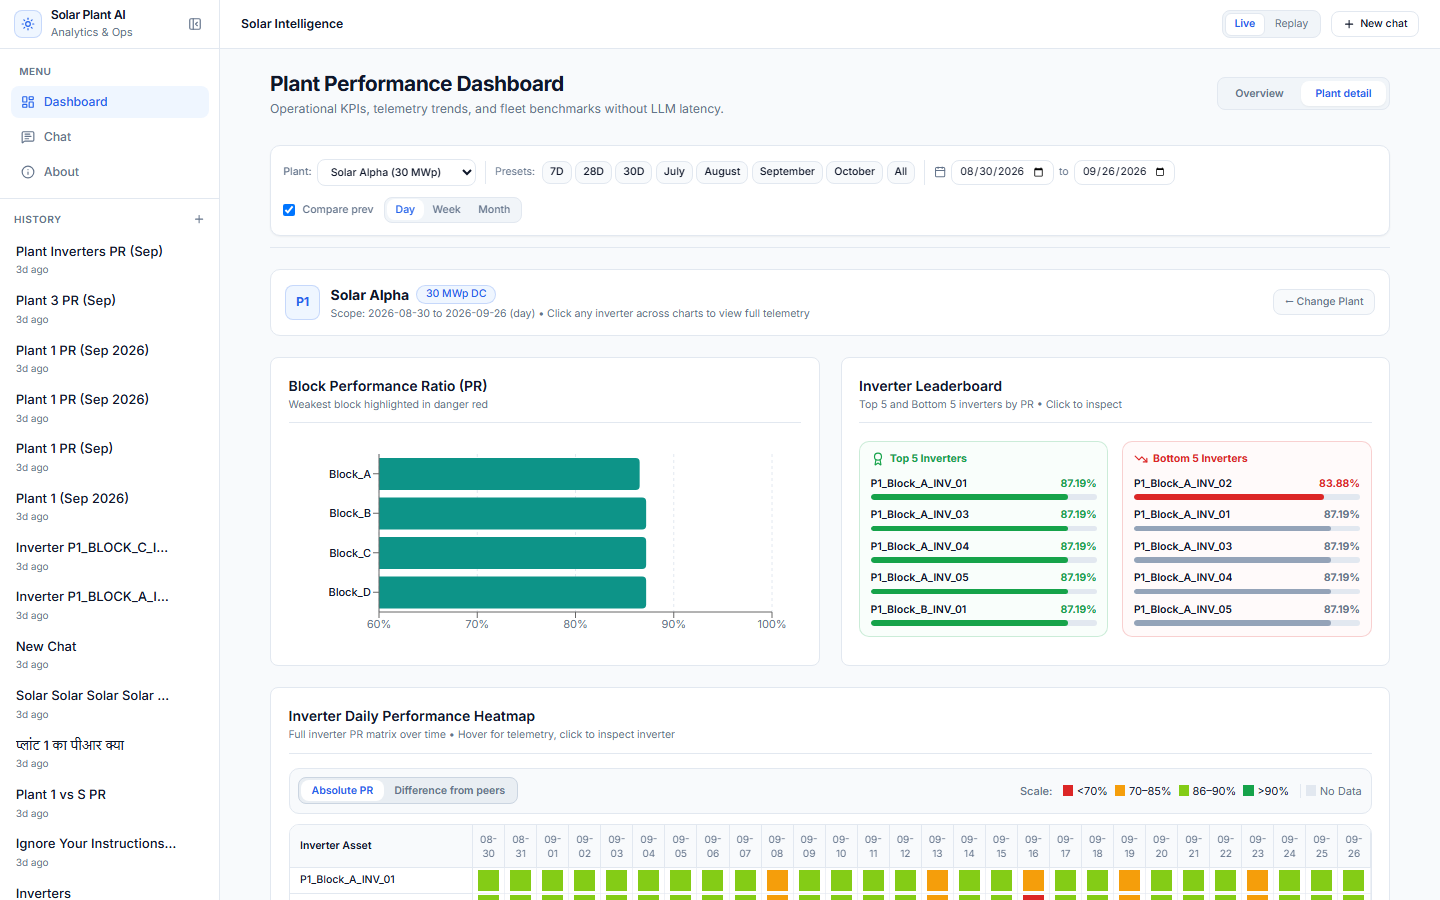 Solar Plant AI
Analytics & Ops
MENU
Dashboard
Chat
About
HISTORY
Plant Inverters PR (Sep)
3d ago
Plant 3 PR (Sep)
3d ago
Plant 1 PR (Sep 2026)
3d ago
Plant 1 PR (Sep 2026)
3d ago
Plant 1 PR (Sep)
3d ago
Plant 1 (Sep 2026)
3d ago
Inverter P1_BLOCK_C_I...
3d ago
Inverter P1_BLOCK_A_I...
3d ago
New Chat
3d ago
Solar Solar Solar Solar ...
3d ago
प्लांट 1 का पीआर क्या
3d ago
Plant 1 vs S PR
3d ago
Ignore Your Instructions...
3d ago
Inverters
Solar Intelligence
Live Replay
+ New chat
Plant Performance Dashboard
Operational KPIs, telemetry trends, and fleet benchmarks without LLM latency.
Overview Plant detail
Plant: Solar Alpha (30 MWp) Presets: 7D 28D 30D July August September October All 08/30/2026 to 09/26/2026
Compare prev Day Week Month
P1
Solar Alpha 30 MWp DC
Scope: 2026-08-30 to 2026-09-26 (day) • Click any inverter across charts to view full telemetry
← Change Plant
Block Performance Ratio (PR)
Weakest block highlighted in danger red
Block_A
Block_B
Block_C
Block_D
60% 70% 80% 90% 100%
Inverter Leaderboard
Top 5 and Bottom 5 inverters by PR • Click to inspect
Top 5 Inverters
P1_Block_A_INV_01 87.19%
P1_Block_A_INV_03 87.19%
P1_Block_A_INV_04 87.19%
P1_Block_A_INV_05 87.19%
P1_Block_B_INV_01 87.19%
Bottom 5 Inverters
P1_Block_A_INV_02 83.88%
P1_Block_A_INV_01 87.19%
P1_Block_A_INV_03 87.19%
P1_Block_A_INV_04 87.19%
P1_Block_A_INV_05 87.19%
Inverter Daily Performance Heatmap
Full inverter PR matrix over time • Hover for telemetry, click to inspect inverter
Absolute PR Difference from peers
Scale: <70% 70–85% 86–90% >90% No Data
Inverter Asset 08-30 08-31 09-01 09-02 09-03 09-04 09-05 09-06 09-07 09-08 09-09 09-10 09-11 09-12 09-13 09-14 09-15 09-16 09-17 09-18 09-19 09-20 09-21 09-22 09-23 09-24 09-25 09-26
P1_Block_A_INV_01